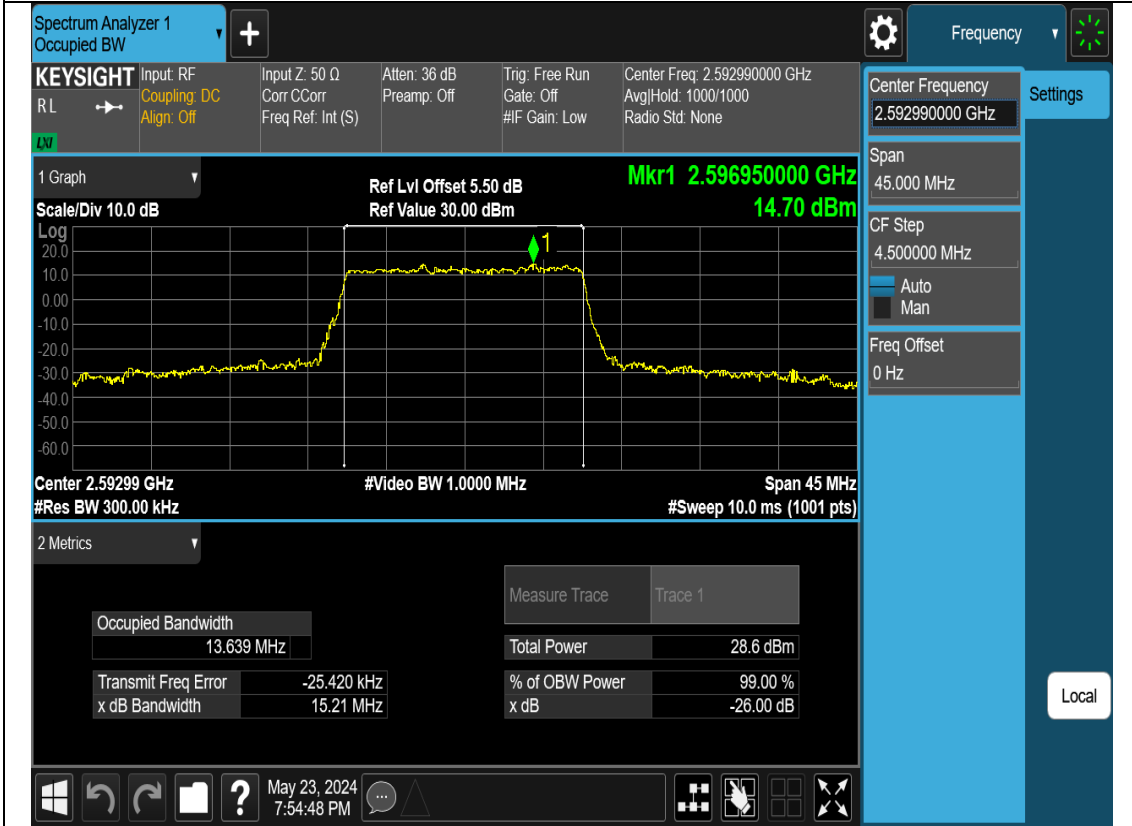 Spectrum Analyzer 1
Occupied BW
+
Frequency
KEYSIGHT
R L
LXI
Input: RF
Coupling: DC
Align: Off
Input Z: 50 Ω
Corr CCorr
Freq Ref: Int (S)
Atten: 36 dB
Preamp: Off
Trig: Free Run
Gate: Off
#IF Gain: Low
Center Freq: 2.592990000 GHz
Avg|Hold: 1000/1000
Radio Std: None
Center Frequency
2.592990000 GHz
Settings
Span
45.000 MHz
CF Step
4.500000 MHz
Auto
Man
Freq Offset
0 Hz
Local
1 Graph
Ref Lvl Offset 5.50 dB
Mkr1 2.596950000 GHz
Scale/Div 10.0 dB
Ref Value 30.00 dBm
14.70 dBm
Log
1
20.0
10.0
0.00
-10.0
-20.0
-30.0
-40.0
-50.0
-60.0
Center 2.59299 GHz
#Video BW 1.0000 MHz
Span 45 MHz
#Res BW 300.00 kHz
#Sweep 10.0 ms (1001 pts)
2 Metrics
Measure Trace Trace 1
Occupied Bandwidth
13.639 MHz
Total Power 28.6 dBm
Transmit Freq Error -25.420 kHz
% of OBW Power 99.00 %
x dB Bandwidth 15.21 MHz
x dB -26.00 dB
?
May 23, 2024
7:54:48 PM